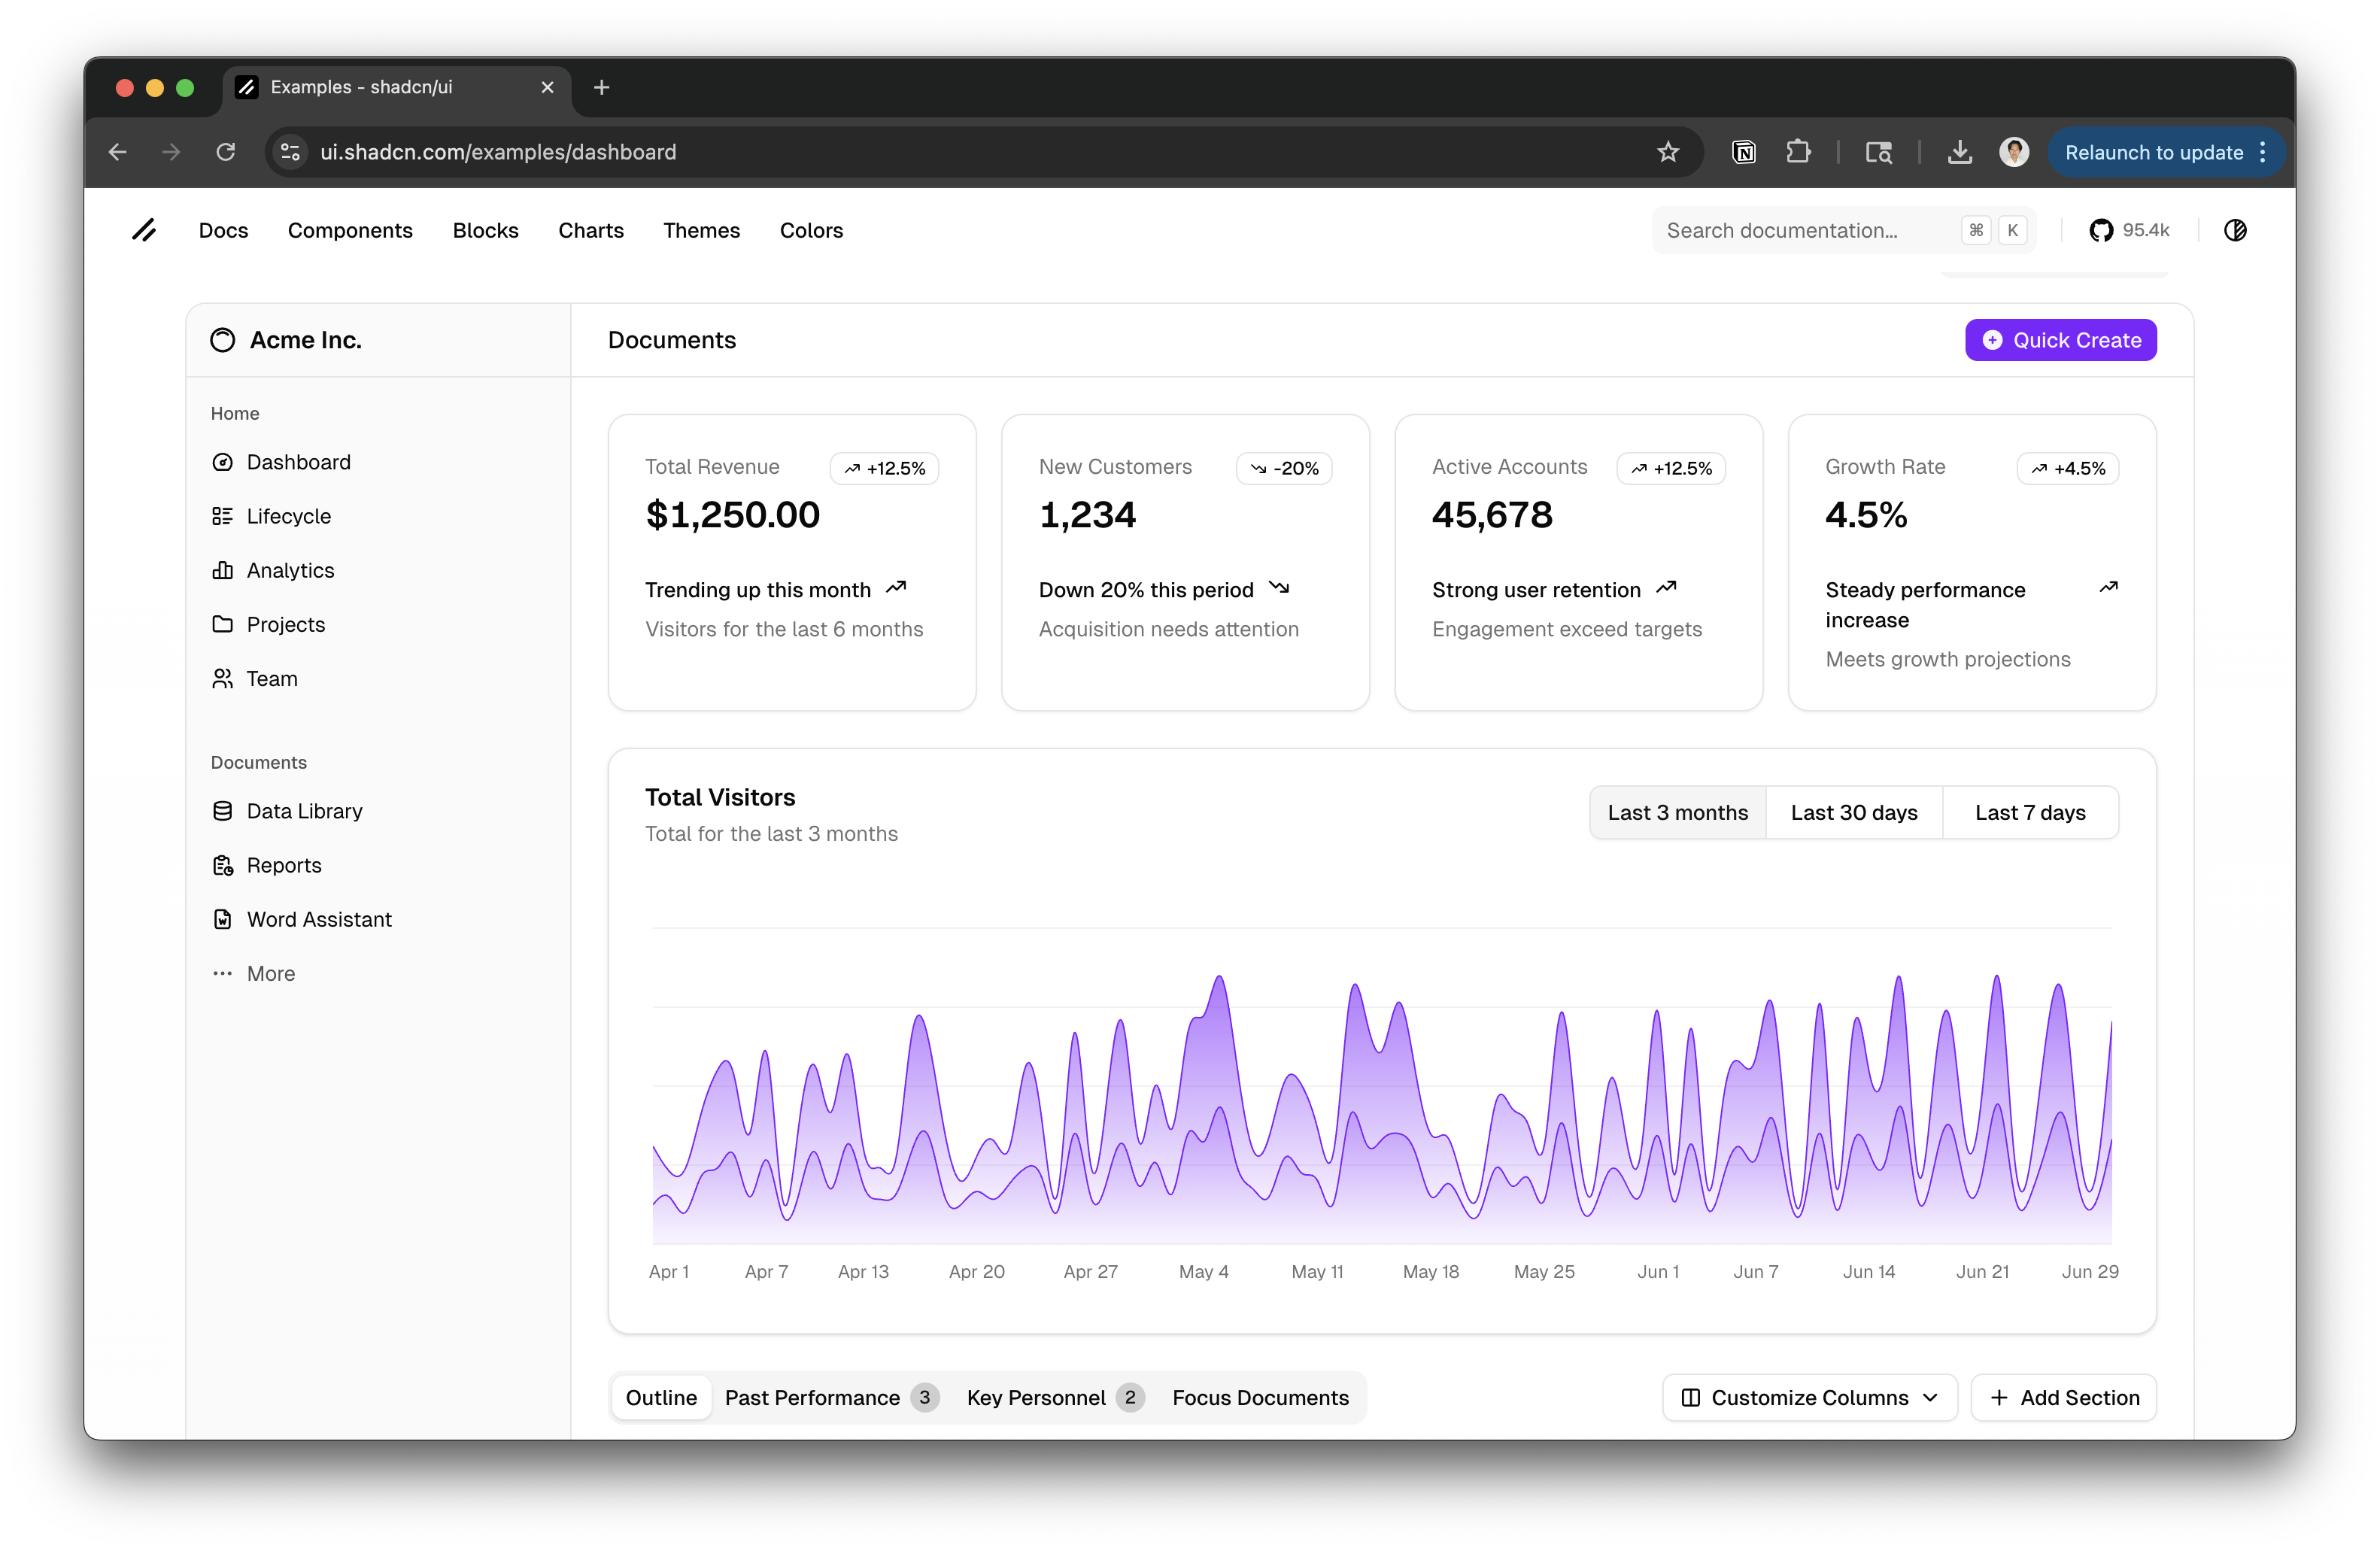 Examples - shadcn/ui
ui.shadcn.com/examples/dashboard
Relaunch to update
Docs Components Blocks Charts Themes Colors
Search documentation... ⌘ K
95.4k
Acme Inc.
Home
Dashboard
Lifecycle
Analytics
Projects
Team
Documents
Data Library
Reports
Word Assistant
More
Documents
Quick Create
Total Revenue +12.5%
$1,250.00
Trending up this month
Visitors for the last 6 months
New Customers -20%
1,234
Down 20% this period
Acquisition needs attention
Active Accounts +12.5%
45,678
Strong user retention
Engagement exceed targets
Growth Rate +4.5%
4.5%
Steady performance
increase
Meets growth projections
Total Visitors
Total for the last 3 months
Last 3 months Last 30 days Last 7 days
Apr 1 Apr 7 Apr 13 Apr 20 Apr 27 May 4 May 11 May 18 May 25 Jun 1 Jun 7 Jun 14 Jun 21 Jun 29
Outline Past Performance 3 Key Personnel 2 Focus Documents
Customize Columns Add Section